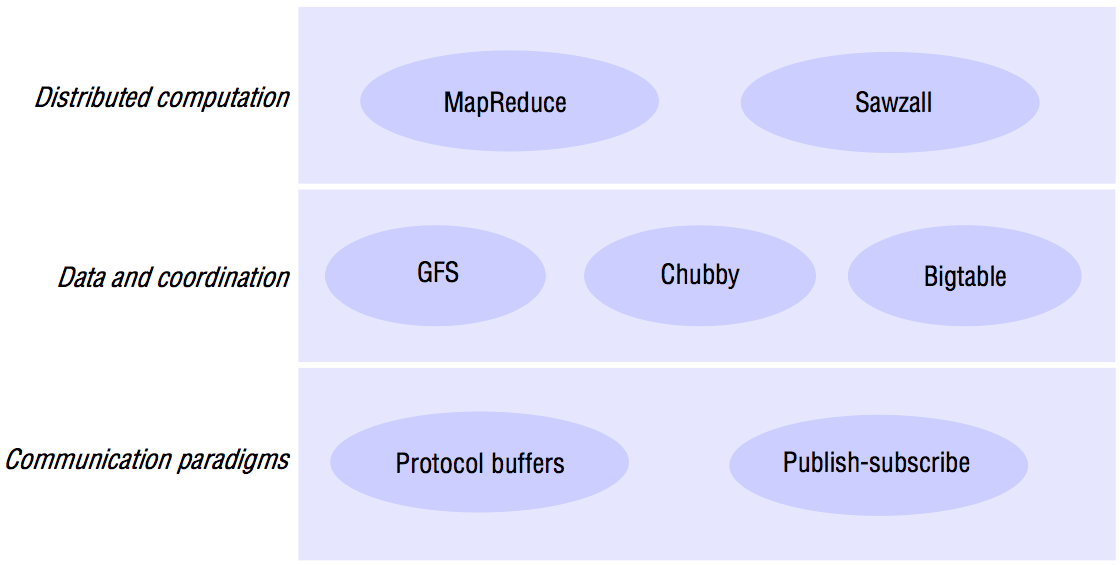 Distributed computation
MapReduce
Sawzall
Data and coordination
GFS
Chubby
Bigtable
Communication paradigms
Protocol buffers
Publish-subscribe